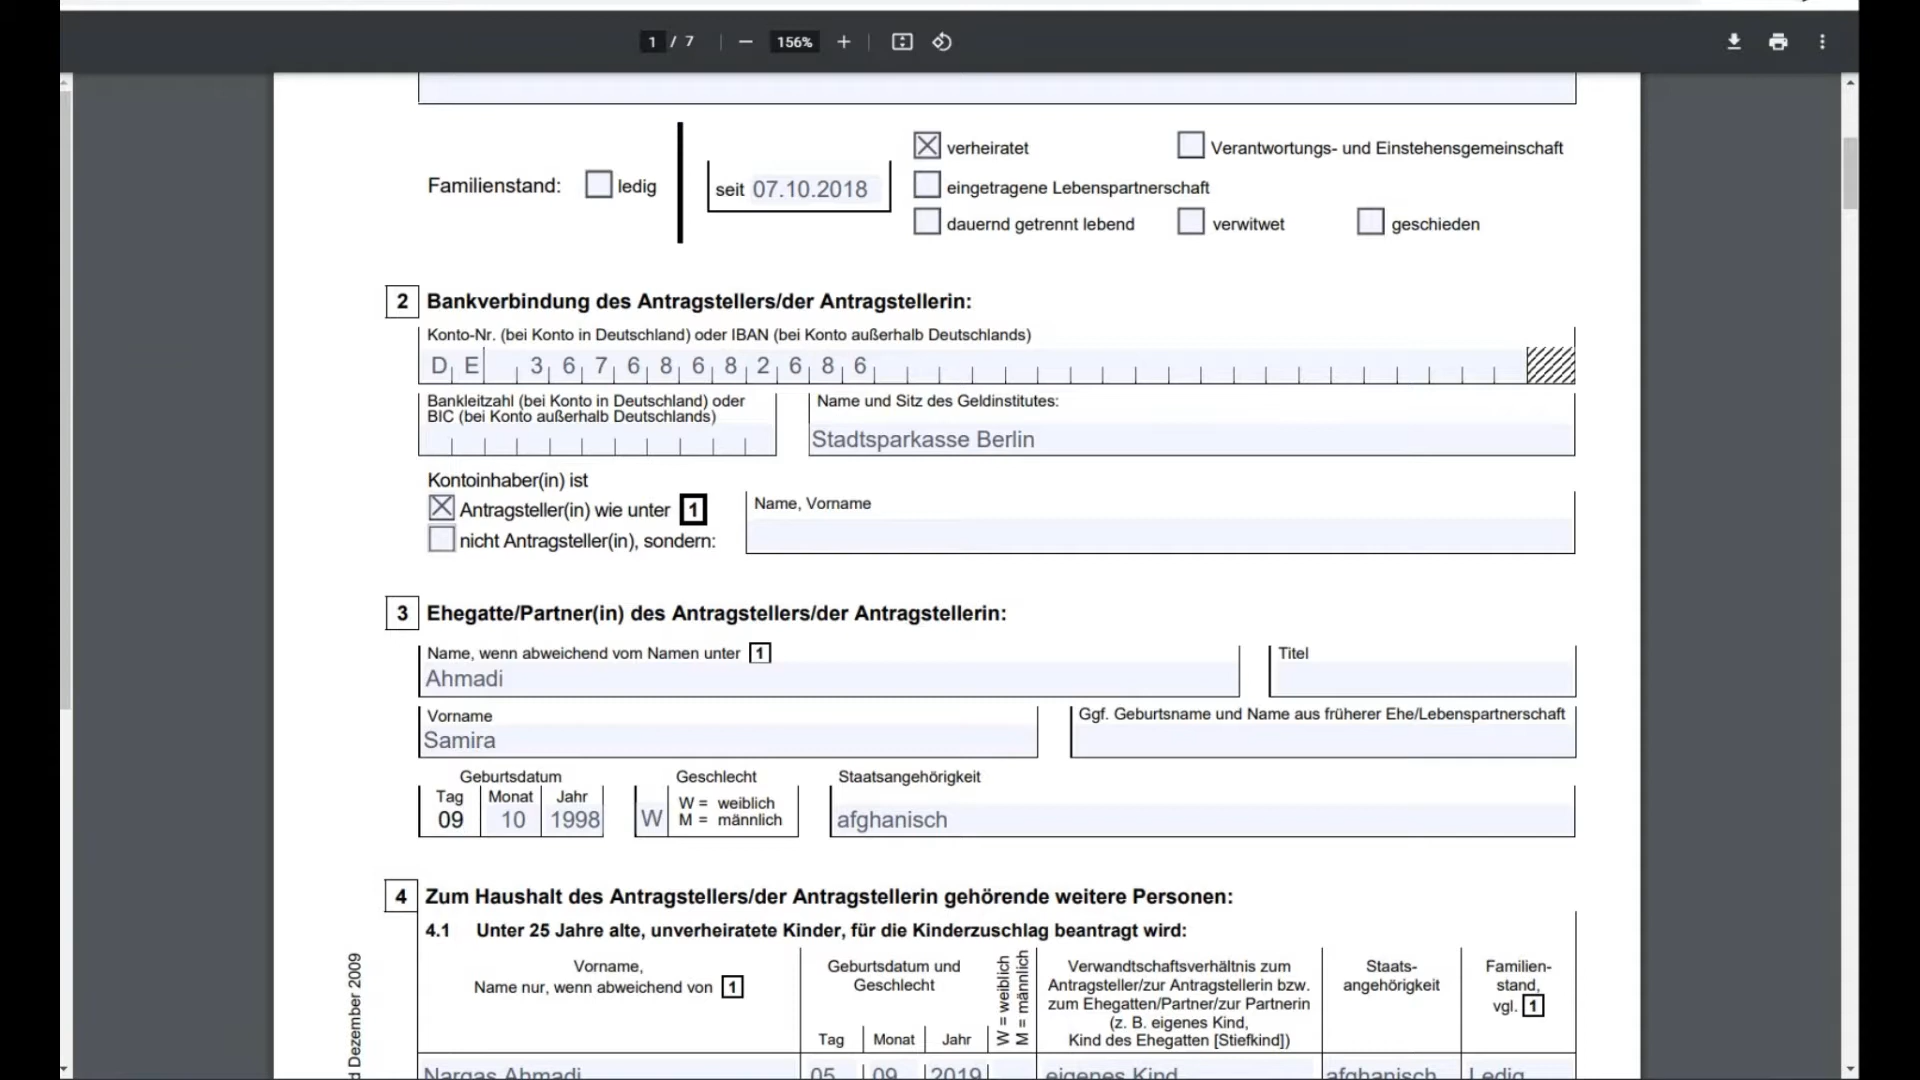 1 / 7 156%
Familienstand: ledig seit 07.10.2018
verheiratet Verantwortungs- und Einstehensgemeinschaft
eingetragene Lebenspartnerschaft
dauernd getrennt lebend verwitwet geschieden
2 Bankverbindung des Antragstellers/der Antragstellerin:
Konto-Nr. (bei Konto in Deutschland) oder IBAN (bei Konto außerhalb Deutschlands)
D E 3 6 7 6 8 6 8 2 6 8 6
Bankleitzahl (bei Konto in Deutschland) oder
BIC (bei Konto außerhalb Deutschlands)
Name und Sitz des Geldinstitutes:
Stadtsparkasse Berlin
Kontoinhaber(in) ist
Antragsteller(in) wie unter 1
nicht Antragsteller(in), sondern:
Name, Vorname
3 Ehegatte/Partner(in) des Antragstellers/der Antragstellerin:
Name, wenn abweichend vom Namen unter 1
Ahmadi
Titel
Vorname
Samira
Ggf. Geburtsname und Name aus früherer Ehe/Lebenspartnerschaft
Geburtsdatum
Tag Monat Jahr
09 10 1998
Geschlecht
W W = weiblich
M = männlich
Staatsangehörigkeit
afghanisch
4 Zum Haushalt des Antragstellers/der Antragstellerin gehörende weitere Personen:
4.1 Unter 25 Jahre alte, unverheiratete Kinder, für die Kinderzuschlag beantragt wird:
Vorname,
Name nur, wenn abweichend von 1
Geburtsdatum und
Geschlecht
Tag Monat Jahr
W = weiblich
M = männlich
Verwandtschaftsverhältnis zum
Antragsteller/zur Antragstellerin bzw.
zum Ehegatten/Partner/zur Partnerin
(z. B. eigenes Kind,
Kind des Ehegatten [Stiefkind])
Staats-
angehörigkeit
Familien-
stand,
vgl. 1
Nargas Ahmadi 05 09 2019 eigenes Kind afghanisch Ledig
Dezember 2009